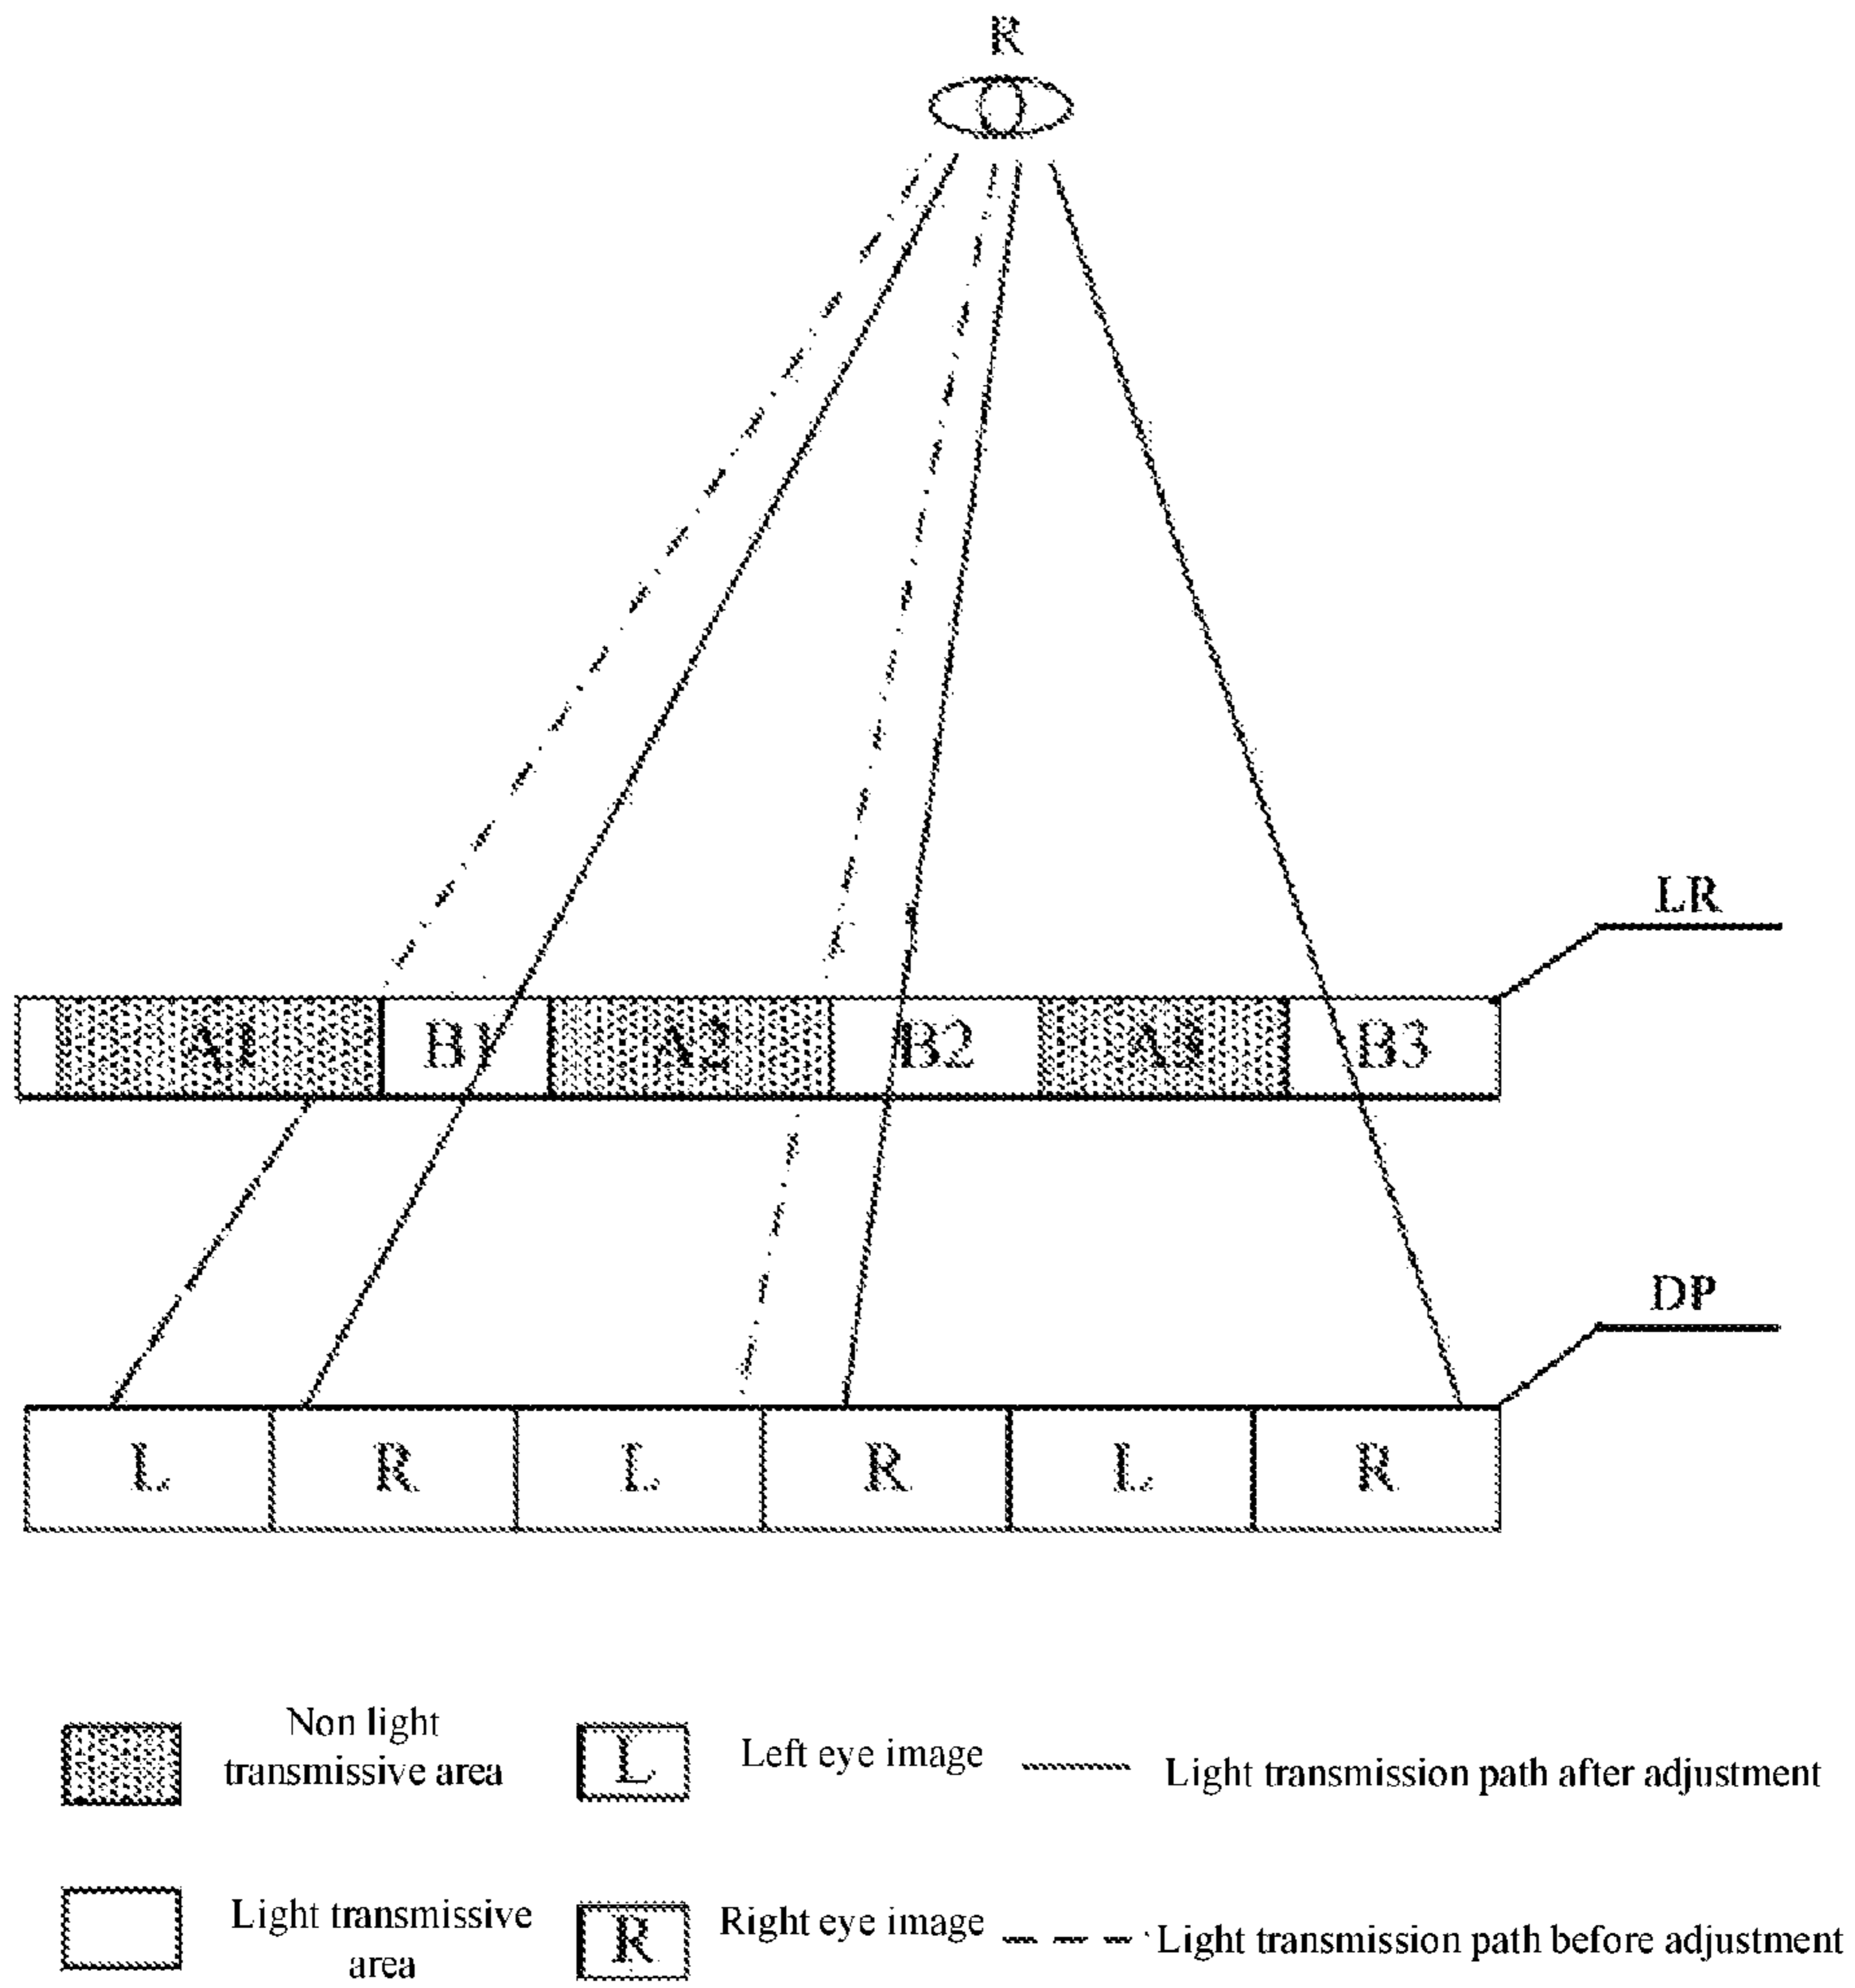 R
LR
A1 B1 A2 B2 A3 B3
DP
L R L R L R
Non light
transmissive area
L
Left eye image
Light transmission path after adjustment
Light transmissive
area
R
Right eye image
Light transmission path before adjustment